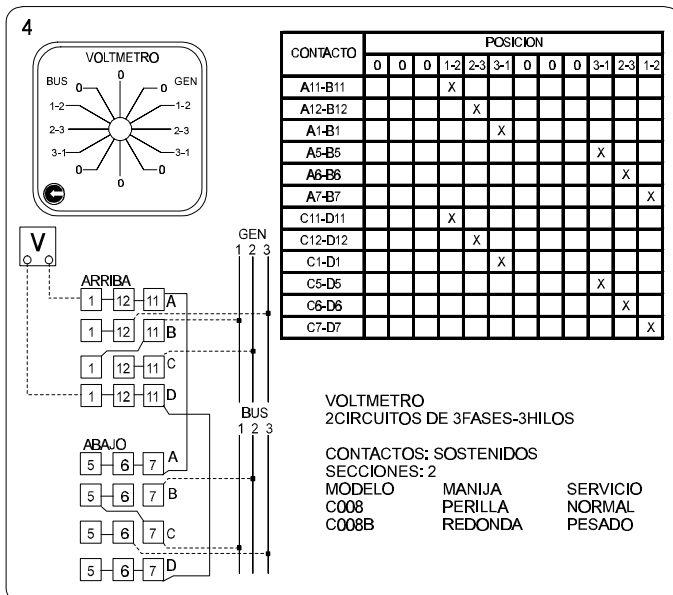 4
VOLTMETRO
BUS 0 0 0 GEN
1-2 1-2
2-3 2-3
3-1 3-1
0 0 0
CONTACTO POSICION
0 0 0 1-2 2-3 3-1 0 0 0 3-1 2-3 1-2
A11-B11 X
A12-B12 X
A1-B1 X
A5-B5 X
A6-B6 X
A7-B7 X
C11-D11 X
C12-D12 X
C1-D1 X
C5-D5 X
C6-D6 X
C7-D7 X
V
GEN
1 2 3
ARRIBA
1 12 11 A
1 12 11 B
1 12 11 C
1 12 11 D
BUS
1 2 3
ABAJO
5 6 7 A
5 6 7 B
5 6 7 C
5 6 7 D
VOLTMETRO
2CIRCUITOS DE 3FASES-3HILOS
CONTACTOS: SOSTENIDOS
SECCIONES: 2
MODELO MANIJA SERVICIO
C008 PERILLA NORMAL
C008B REDONDA PESADO